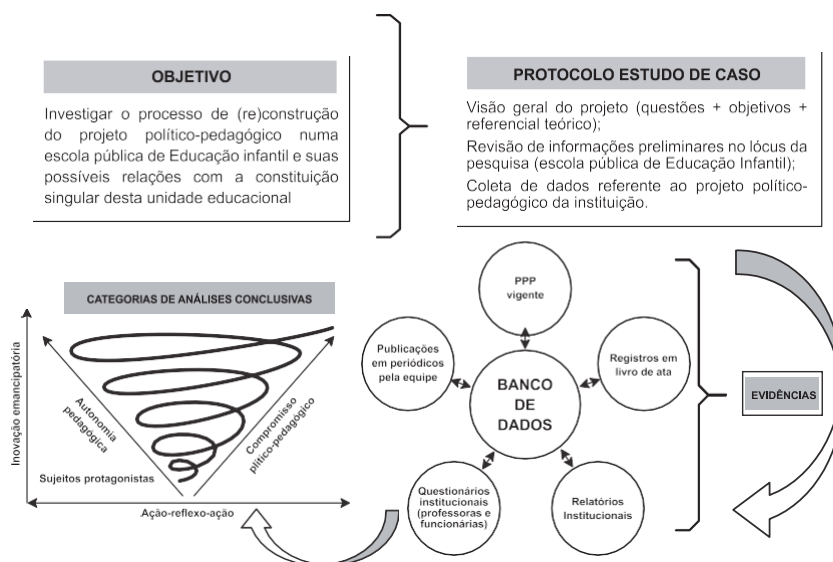 OBJETIVO
Investigar o processo de (re)construção
do projeto político-pedagógico numa
escola pública de Educação infantil e suas
possíveis relações com a constituição
singular desta unidade educacional
PROTOCOLO ESTUDO DE CASO
Visão geral do projeto (questões + objetivos +
referencial teórico);
Revisão de informações preliminares no lócus da
pesquisa (escola pública de Educação Infantil);
Coleta de dados referente ao projeto político-
pedagógico da instituição.
CATEGORIAS DE ANÁLISES CONCLUSIVAS
Inovação emancipatória
Autonomia
pedagógica
Compromisso
plítico-pedagógico
Sujeitos protagonistas
Ação-reflexo-ação
PPP
vigente
Publicações
em periódicos
pela equipe
Registros em
livro de ata
BANCO
DE
DADOS
Questionários
institucionais
(professoras e
funcionárias)
Relatórios
Institucionais
EVIDÊNCIAS